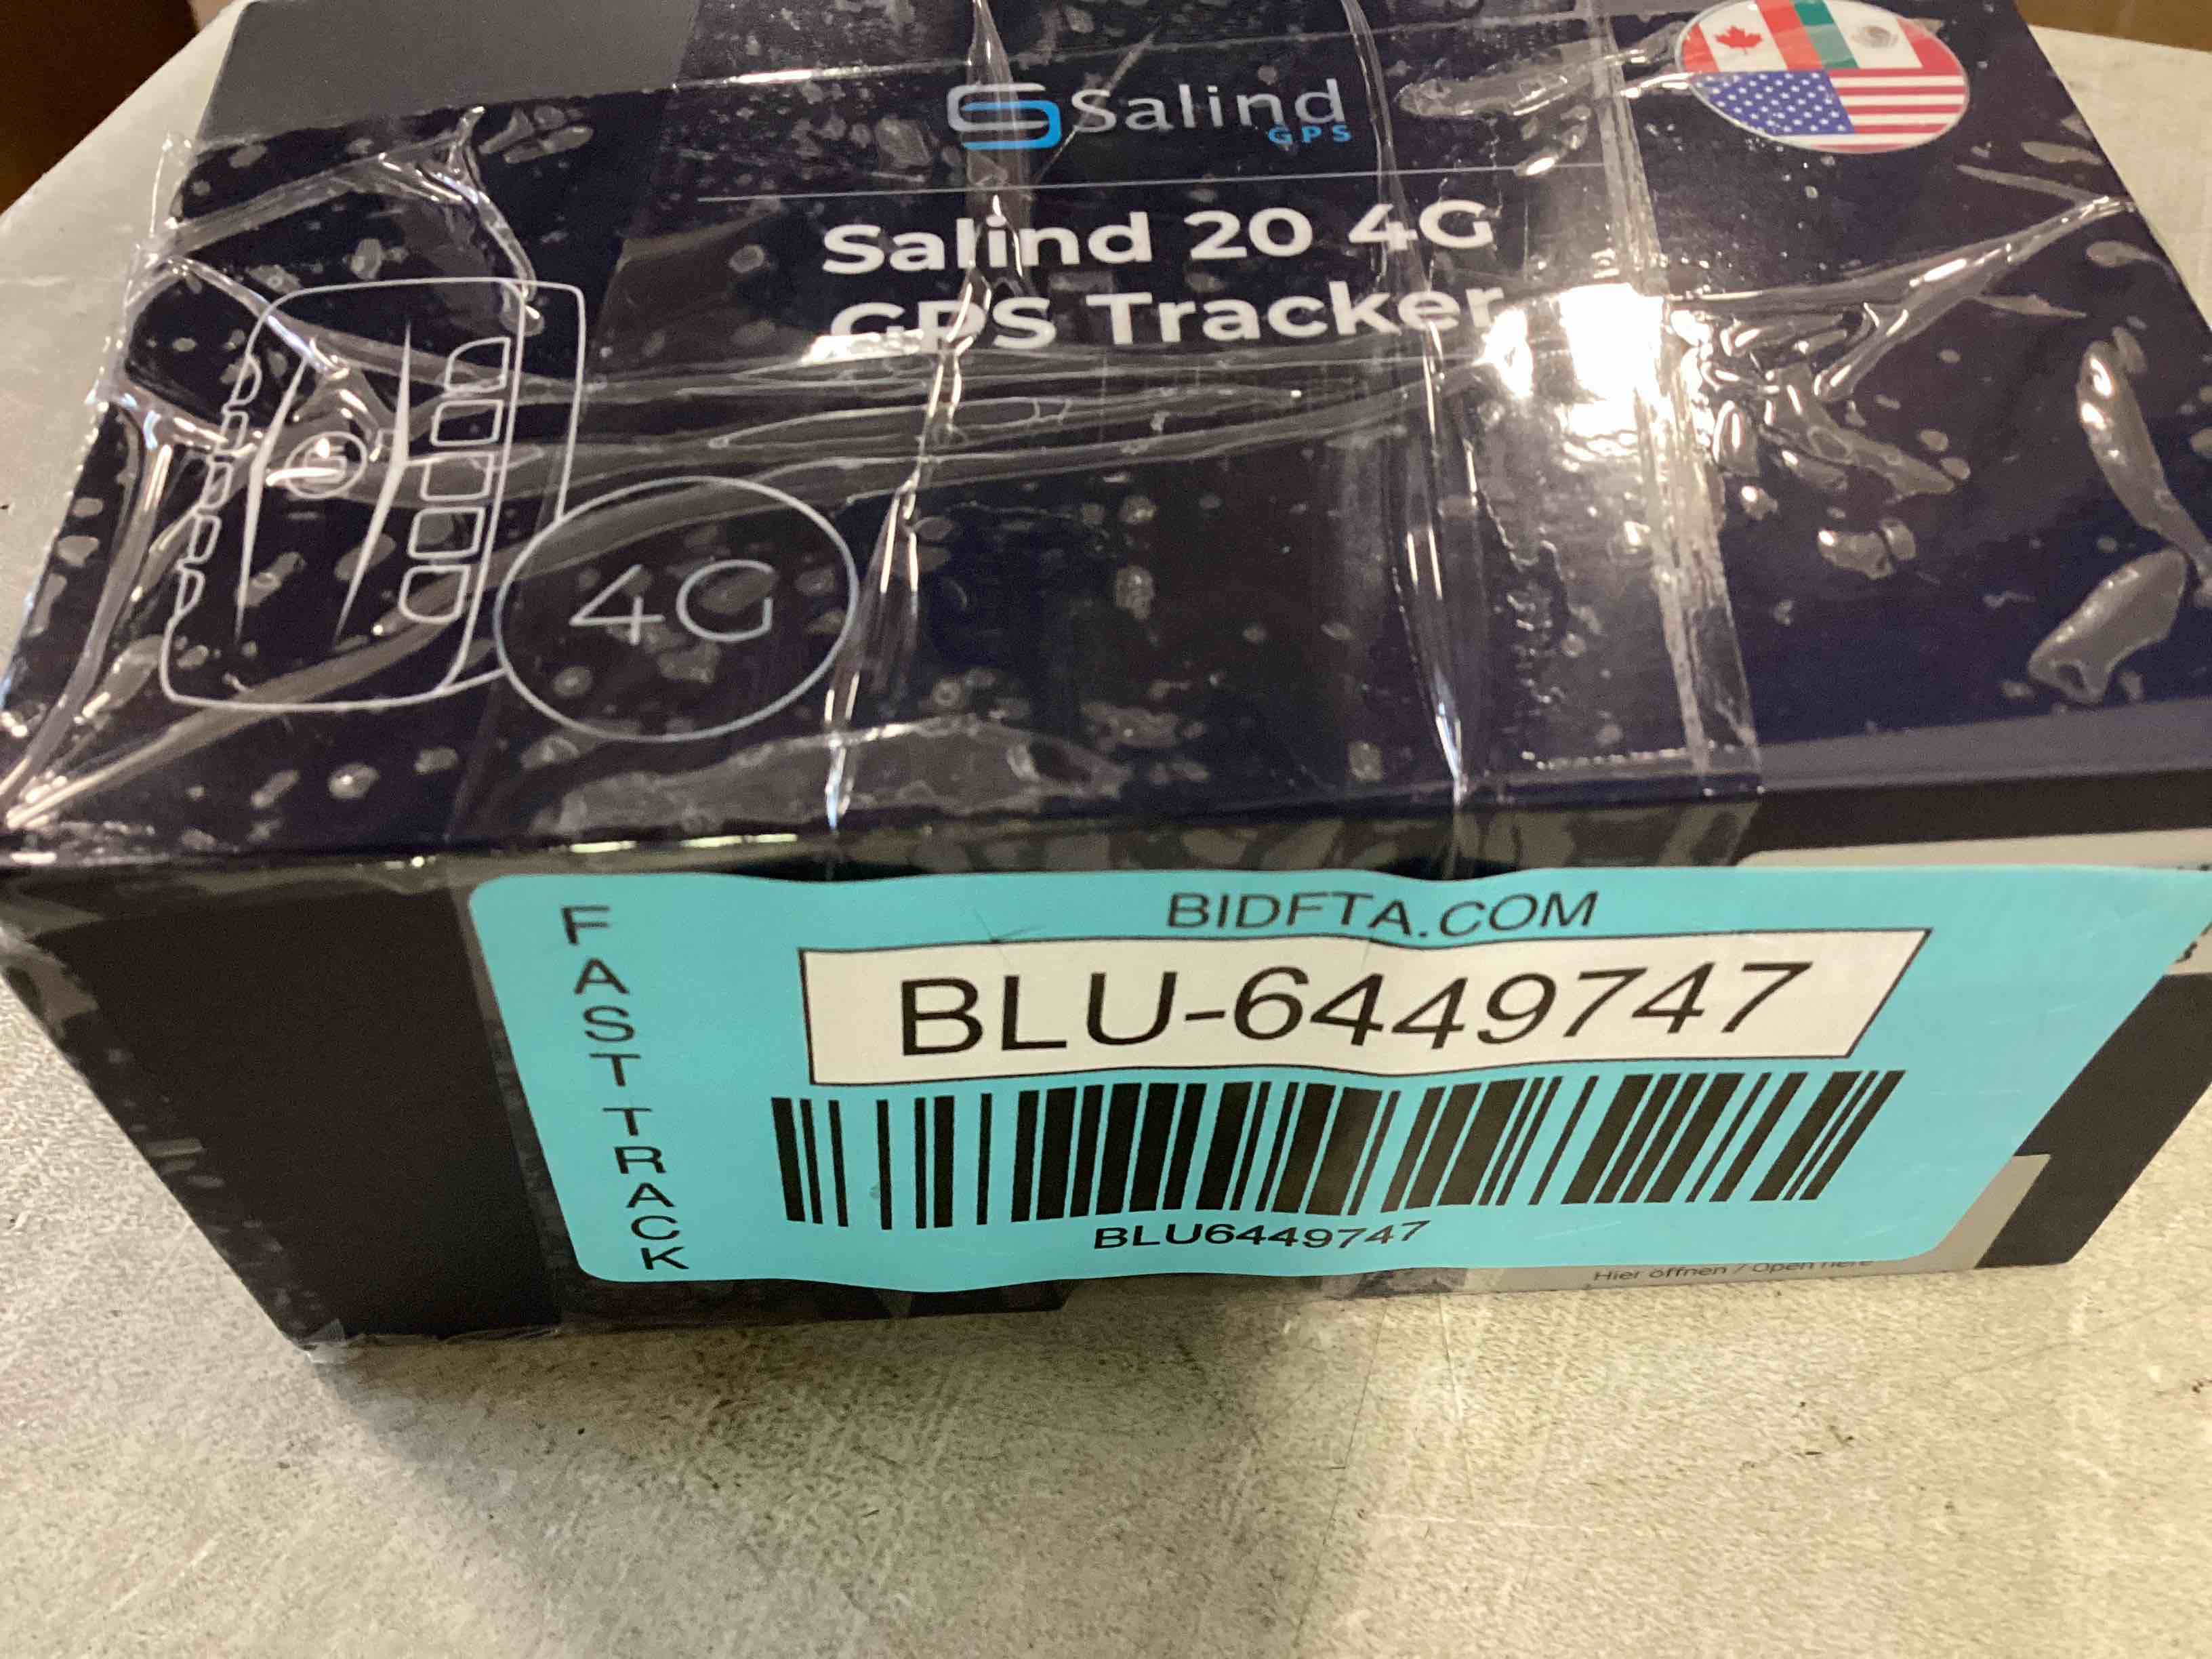 Salind
GPS
Salind 20 4G
GPS Tracker
4G
FAST TRACK
BIDFTA.COM
BLU-6449747
BLU6449747
Hier öffnen / Open here